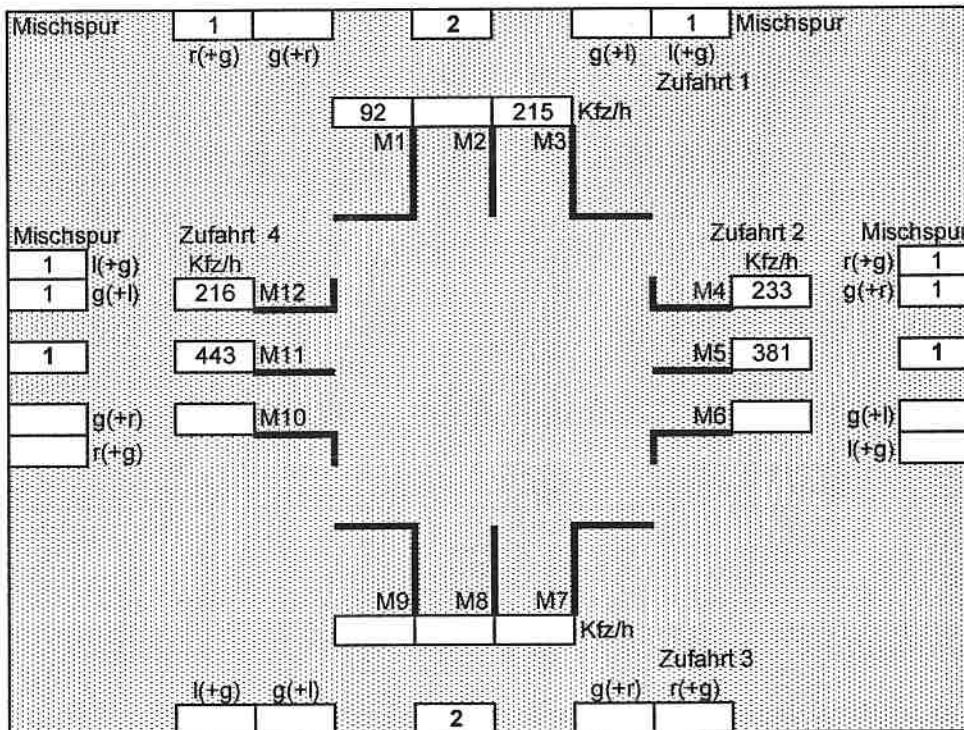 Mischspur 1 2 1 Mischspur
r(+g) g(+r) g(+l) l(+g)
Zufahrt 1
92 215 Kfz/h
M1 M2 M3
Mischspur Zufahrt 4 Zufahrt 2 Mischspur
1 l(+g) Kfz/h Kfz/h r(+g) 1
1 g(+l) 216 M12 M4 233 g(+r) 1
1 443 M11 M5 381 1
g(+r) M10 M6 g(+l)
r(+g) l(+g)
M9 M8 M7
Kfz/h
Zufahrt 3
l(+g) g(+l) g(+r) r(+g)
2